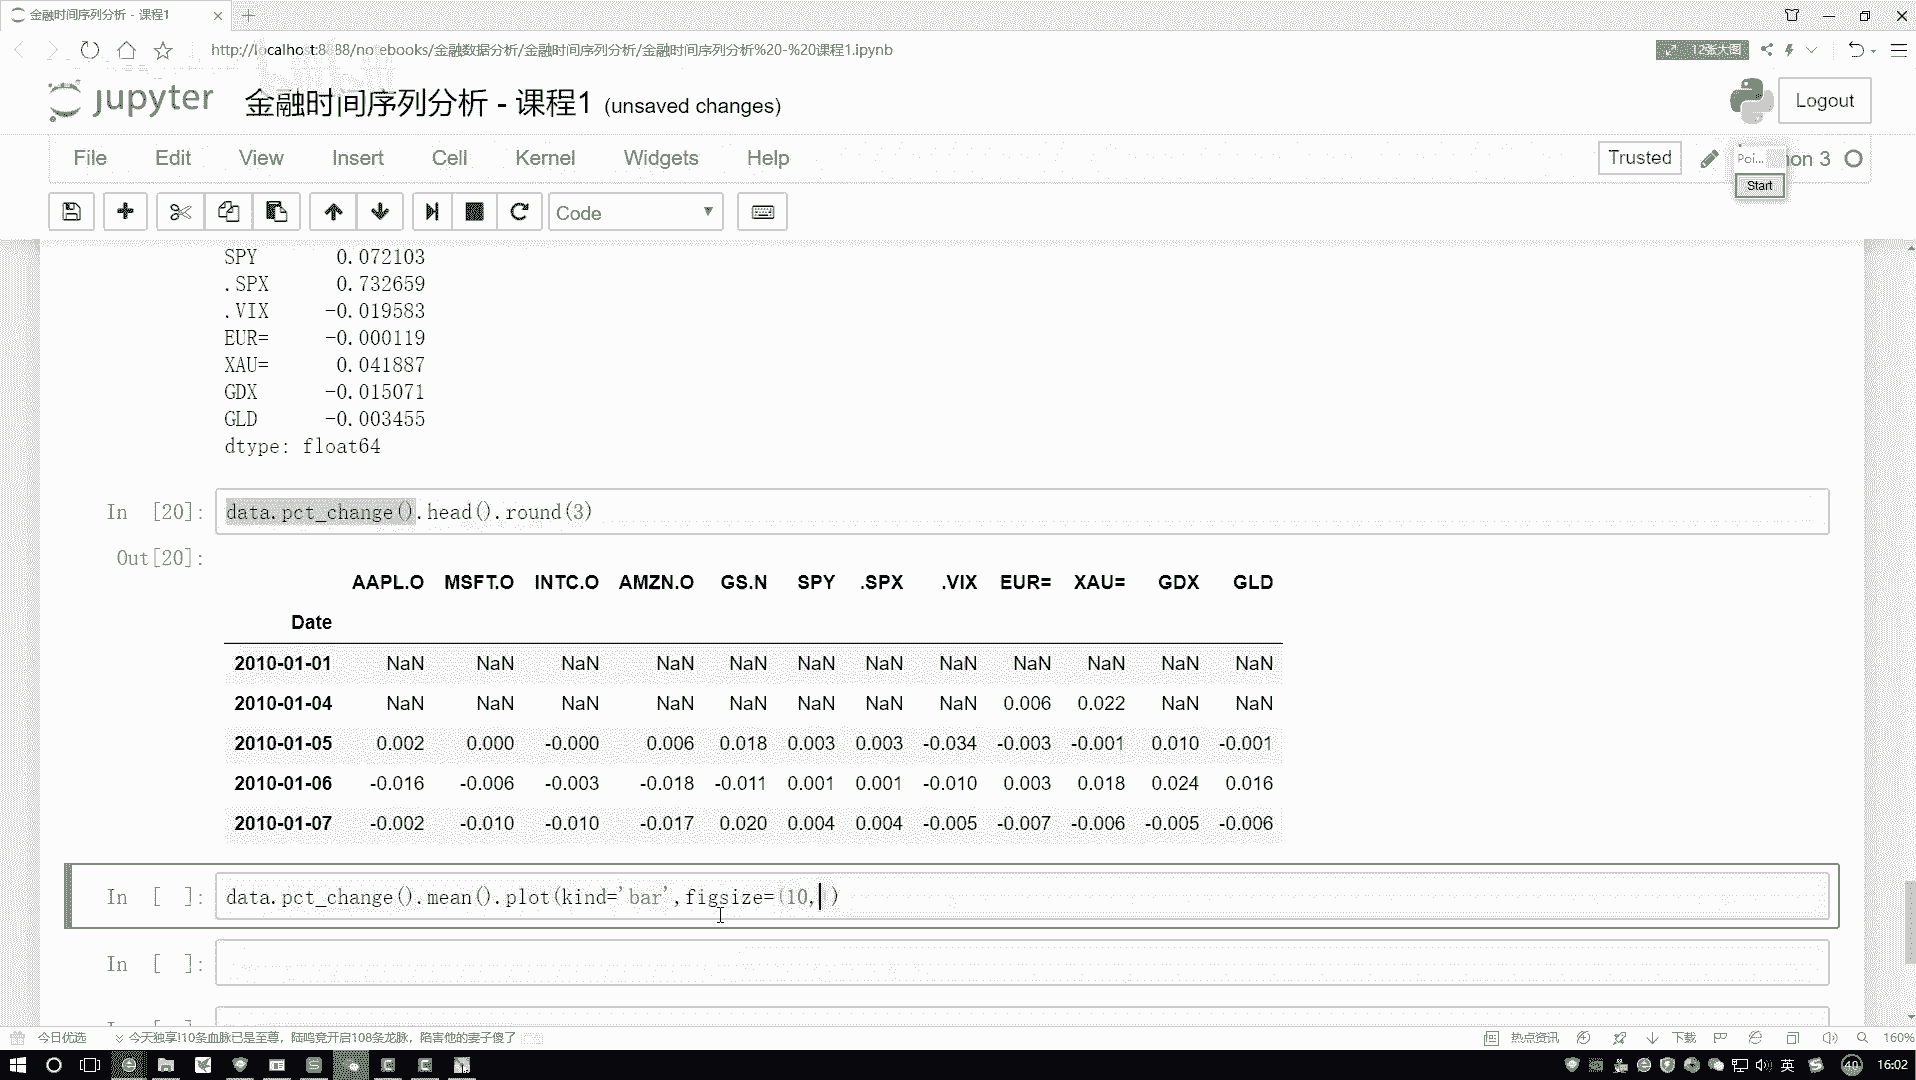 金融时间序列分析 - 课程1
http://localhost:8888/notebooks/金融数据分析/金融时间序列分析/金融时间序列分析%20-%20课程1.ipynb
12张大图
jupyter 金融时间序列分析 - 课程1 (unsaved changes)
Logout
File Edit View Insert Cell Kernel Widgets Help
Trusted
Poi... hon 3
Start
Code
SPY 0.072103
.SPX 0.732659
.VIX -0.019583
EUR= -0.000119
XAU= 0.041887
GDX -0.015071
GLD -0.003455
dtype: float64
In [20]: data.pct_change().head().round(3)
Out[20]:
AAPL.O MSFT.O INTC.O AMZN.O GS.N SPY .SPX .VIX EUR= XAU= GDX GLD
Date
2010-01-01 NaN NaN NaN NaN NaN NaN NaN NaN NaN NaN NaN NaN
2010-01-04 NaN NaN NaN NaN NaN NaN NaN NaN 0.006 0.022 NaN NaN
2010-01-05 0.002 0.000 -0.000 0.006 0.018 0.003 0.003 -0.034 -0.003 -0.001 0.010 -0.001
2010-01-06 -0.016 -0.006 -0.003 -0.018 -0.011 0.001 0.001 -0.010 0.003 0.018 0.024 0.016
2010-01-07 -0.002 -0.010 -0.010 -0.017 0.020 0.004 0.004 -0.005 -0.007 -0.006 -0.005 -0.006
In [ ]: data.pct_change().mean().plot(kind='bar',figsize=(10,)
In [ ]:
今日优选 今天独享!10条血脉已是至尊，陆鸣竟开启108条龙脉，陷害他的妻子傻了
热点资讯 下载 160%
英 40 16:02